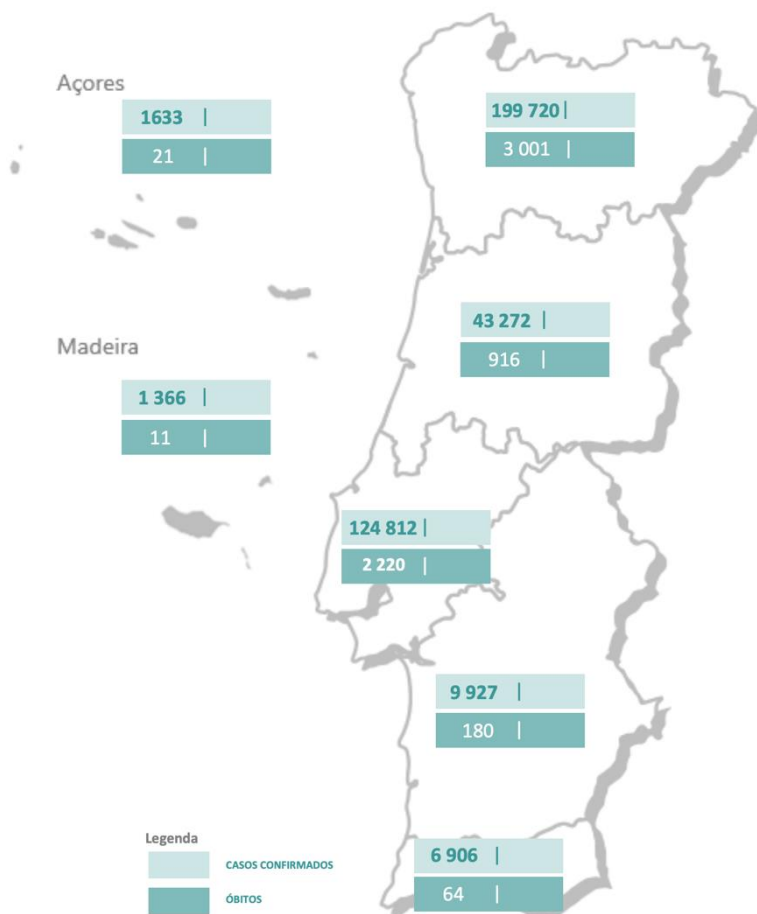 Açores
1633
21
199 720
3 001
43 272
916
Madeira
1 366
11
124 812
2 220
9 927
180
6 906
64
Legenda
CASOS CONFIRMADOS
ÓBITOS